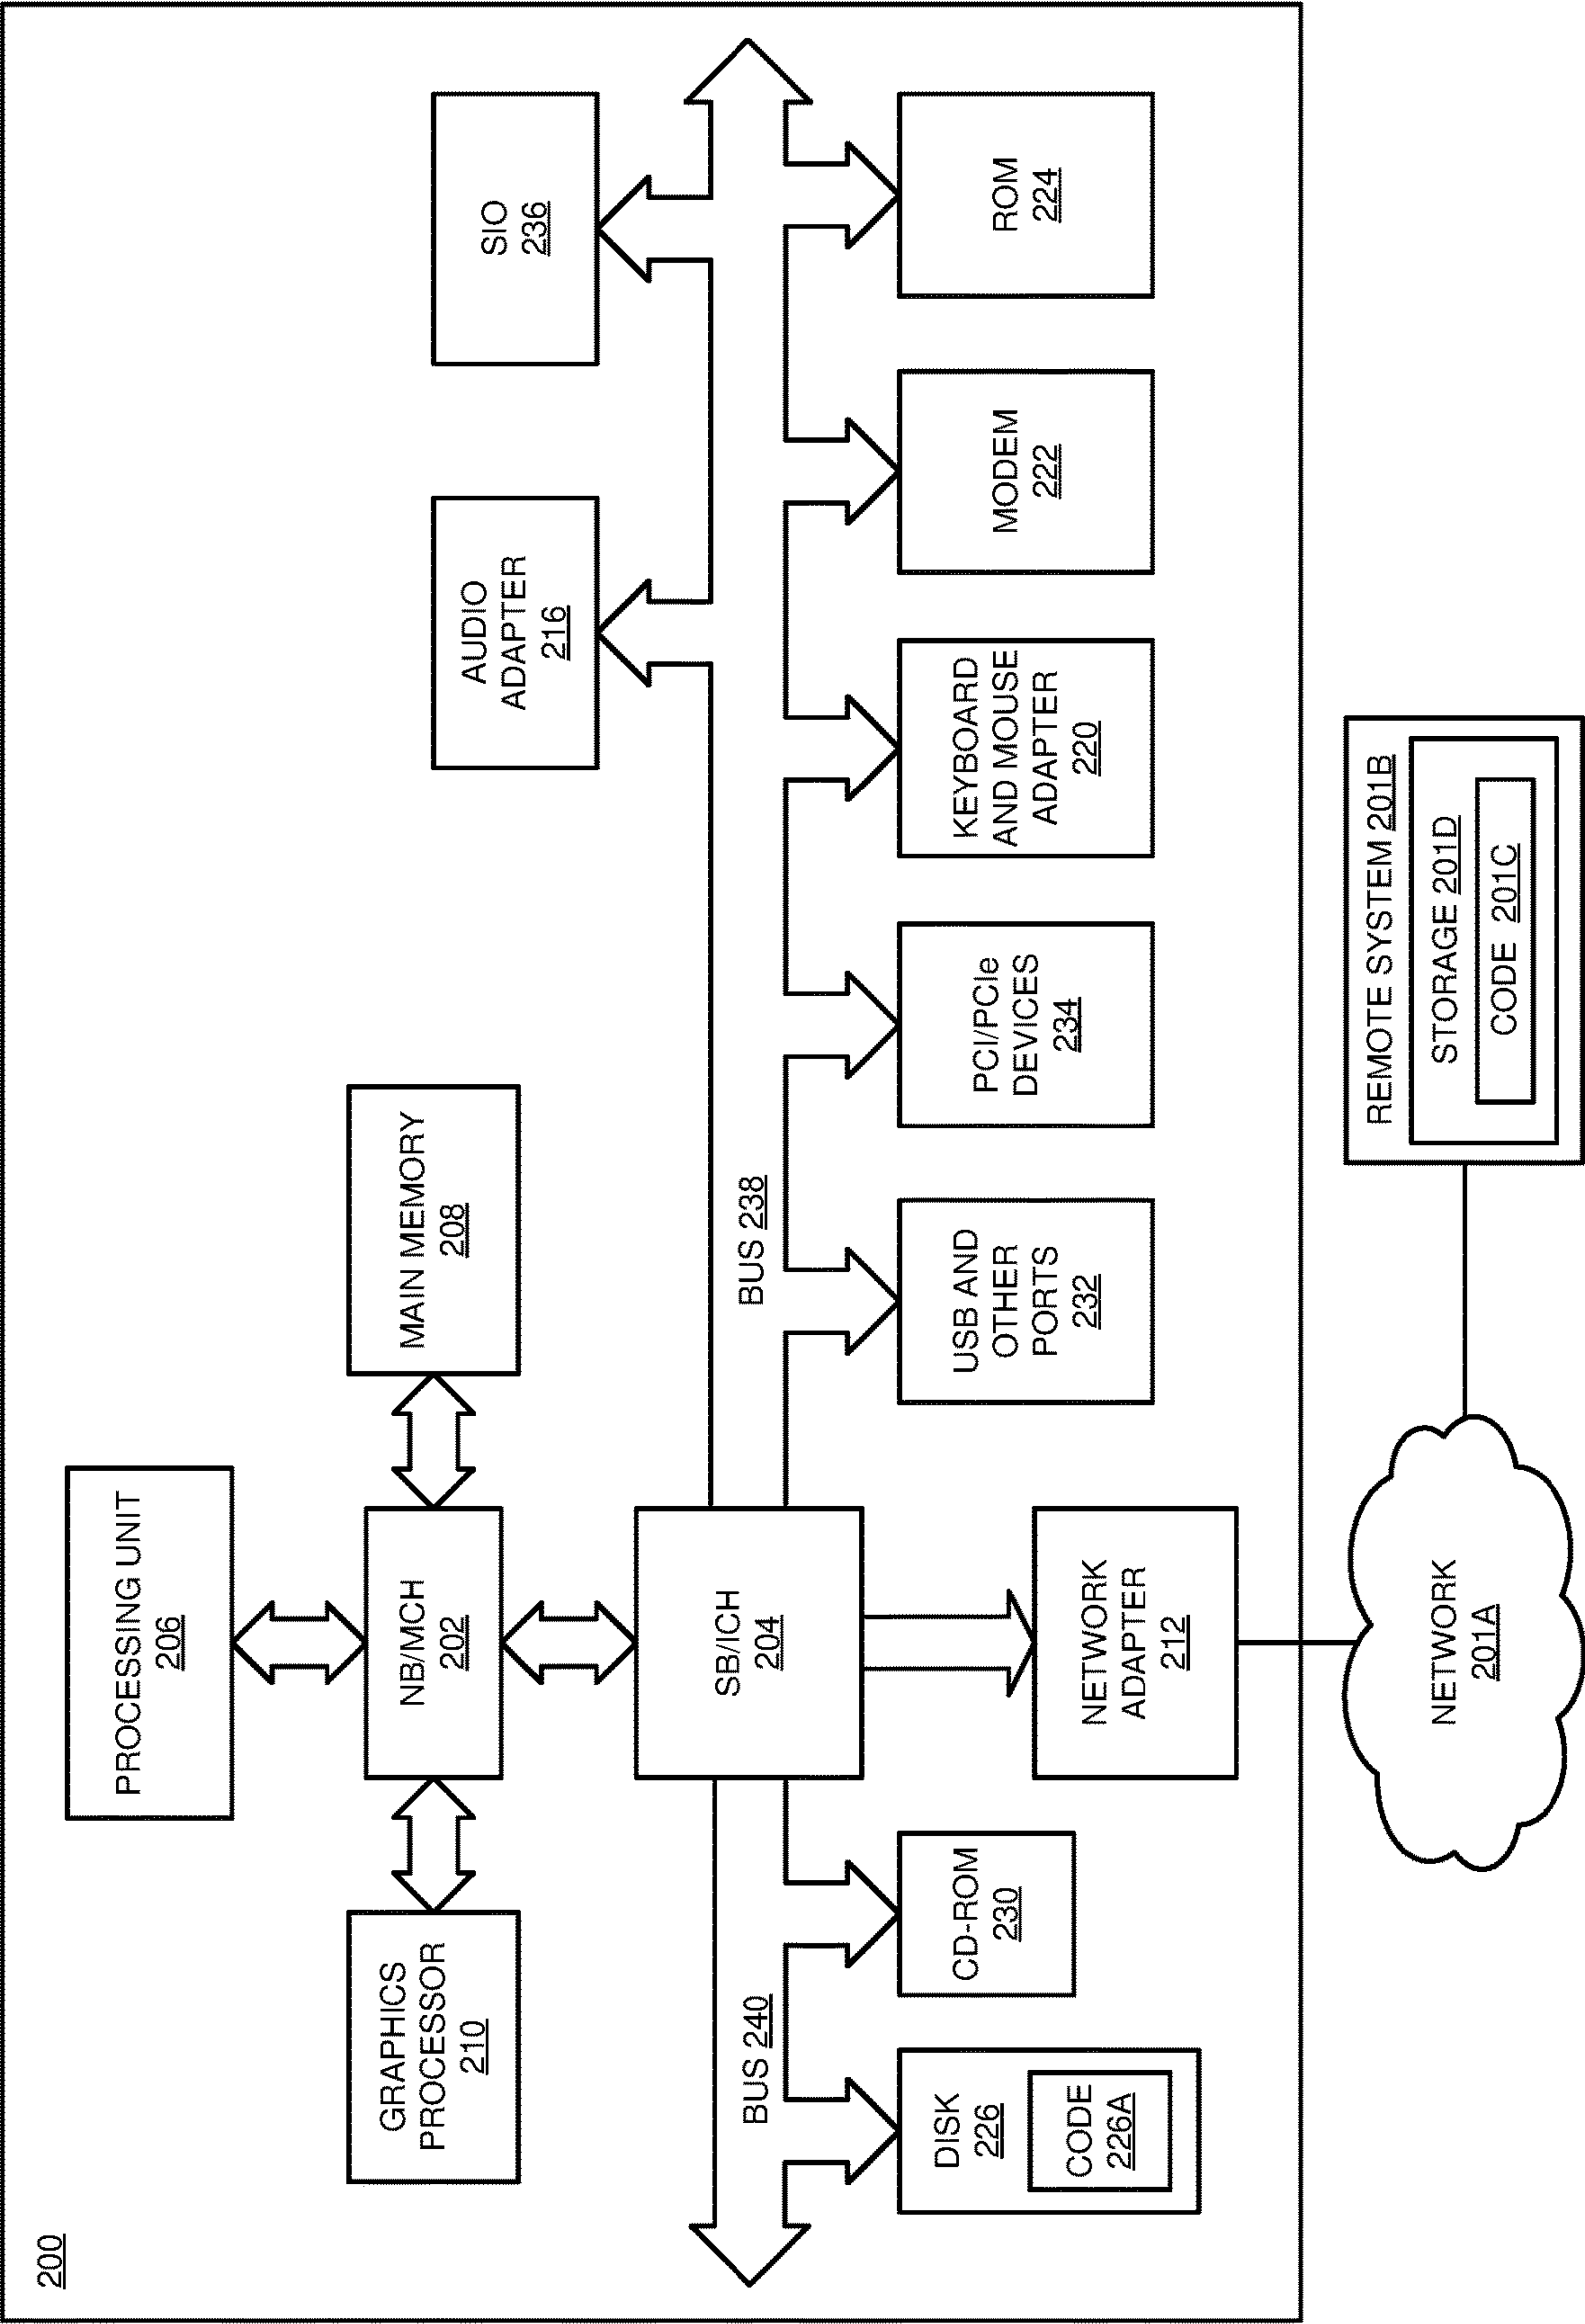 200
PROCESSING UNIT
206
GRAPHICS
PROCESSOR
210
NB/MCH
202
MAIN MEMORY
208
AUDIO
ADAPTER
216
SIO
236
SB/ICH
204
BUS 240
BUS 238
DISK
226
CODE
226A
CD-ROM
230
NETWORK
ADAPTER
212
USB AND
OTHER
PORTS
232
PCI/PCIe
DEVICES
234
KEYBOARD
AND MOUSE
ADAPTER
220
MODEM
222
ROM
224
NETWORK
201A
REMOTE SYSTEM 201B
STORAGE 201D
CODE 201C